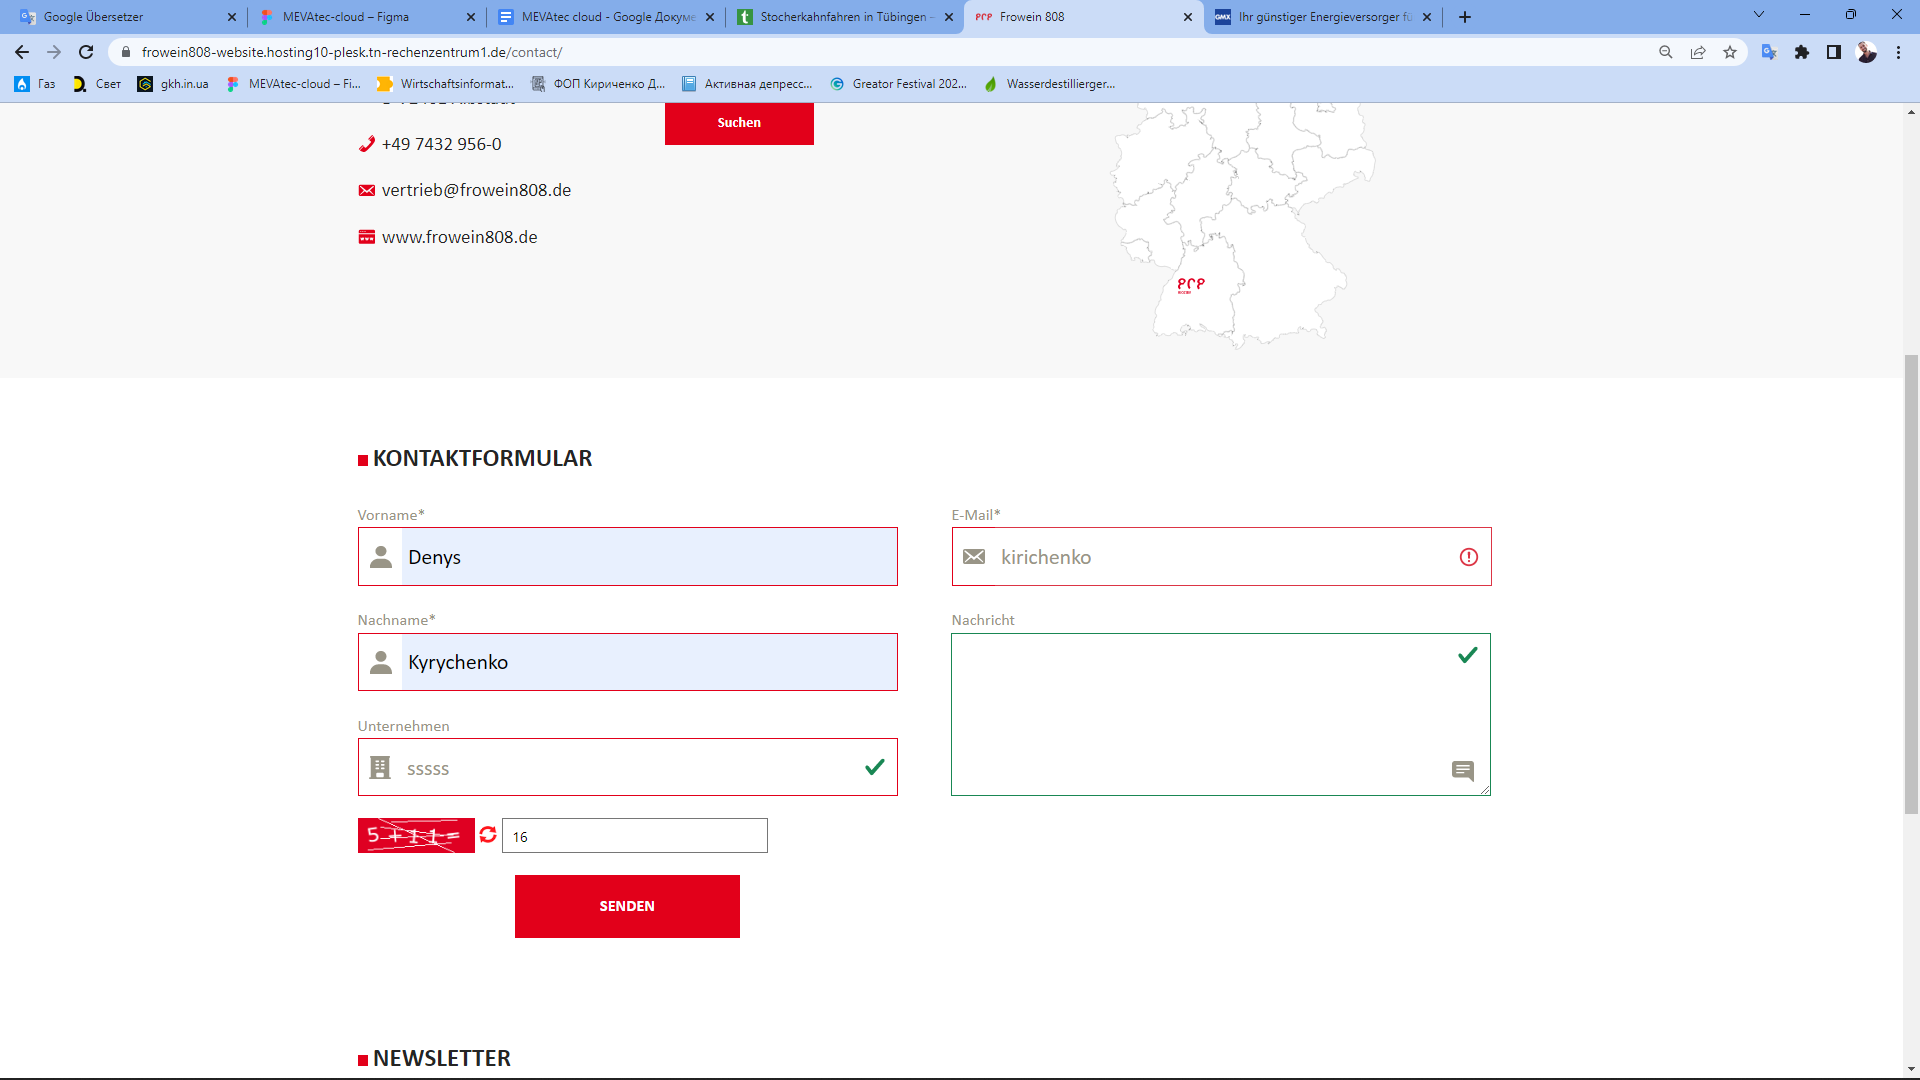 Google Übersetzer
MEVAtec-cloud – Figma
MEVAtec cloud - Google Докуме
Stocherkahnfahren in Tübingen -
Frowein 808
Ihr günstiger Energieversorger fü
frowein808-website.hosting10-plesk.tn-rechenzentrum1.de/contact/
Газ
Свет
gkh.in.ua
MEVAtec-cloud – Fi...
Wirtschaftsinformat...
ФОП Кириченко Д...
Активная депресс...
Greator Festival 202...
Wasserdestillierger...
Suchen
+49 7432 956-0
vertrieb@frowein808.de
www.frowein808.de
KONTAKTFORMULAR
Vorname*
Denys
E-Mail*
kirichenko
Nachname*
Kyrychenko
Nachricht
Unternehmen
sssss
5+11=
16
SENDEN
NEWSLETTER